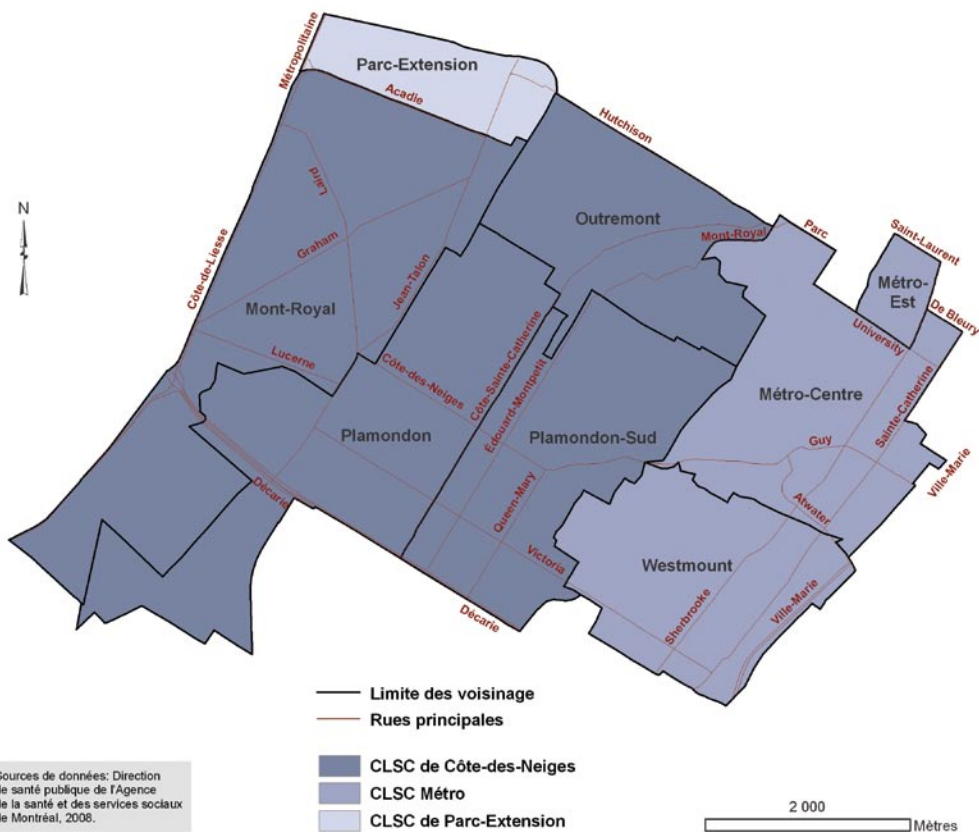 Métropolitaine
Parc-Extension
Acadie
Hutchison
Laird
Graham
Outremont
Mont-Royal
Parc
Saint-Laurent
N
Côte-de-Liesse
Jean-Talon
Métro-Est
De Bleury
Mont-Royal
University
Lucerne
Côte-des-Neiges
Côte-Sainte-Catherine
Édouard-Montpetit
Métro-Centre
Sainte-Catherine
Plamondon
Plamondon-Sud
Guy
Ville-Marie
Décarie
Queen-Mary
Atwater
Victoria
Westmount
Sherbrooke
Ville-Marie
Décarie
Limite des voisinage
Rues principales
CLSC de Côte-des-Neiges
CLSC Métro
CLSC de Parc-Extension
Sources de données: Direction
de santé publique de l'Agence
de la santé et des services sociaux
de Montréal, 2008.
2 000
Mètres